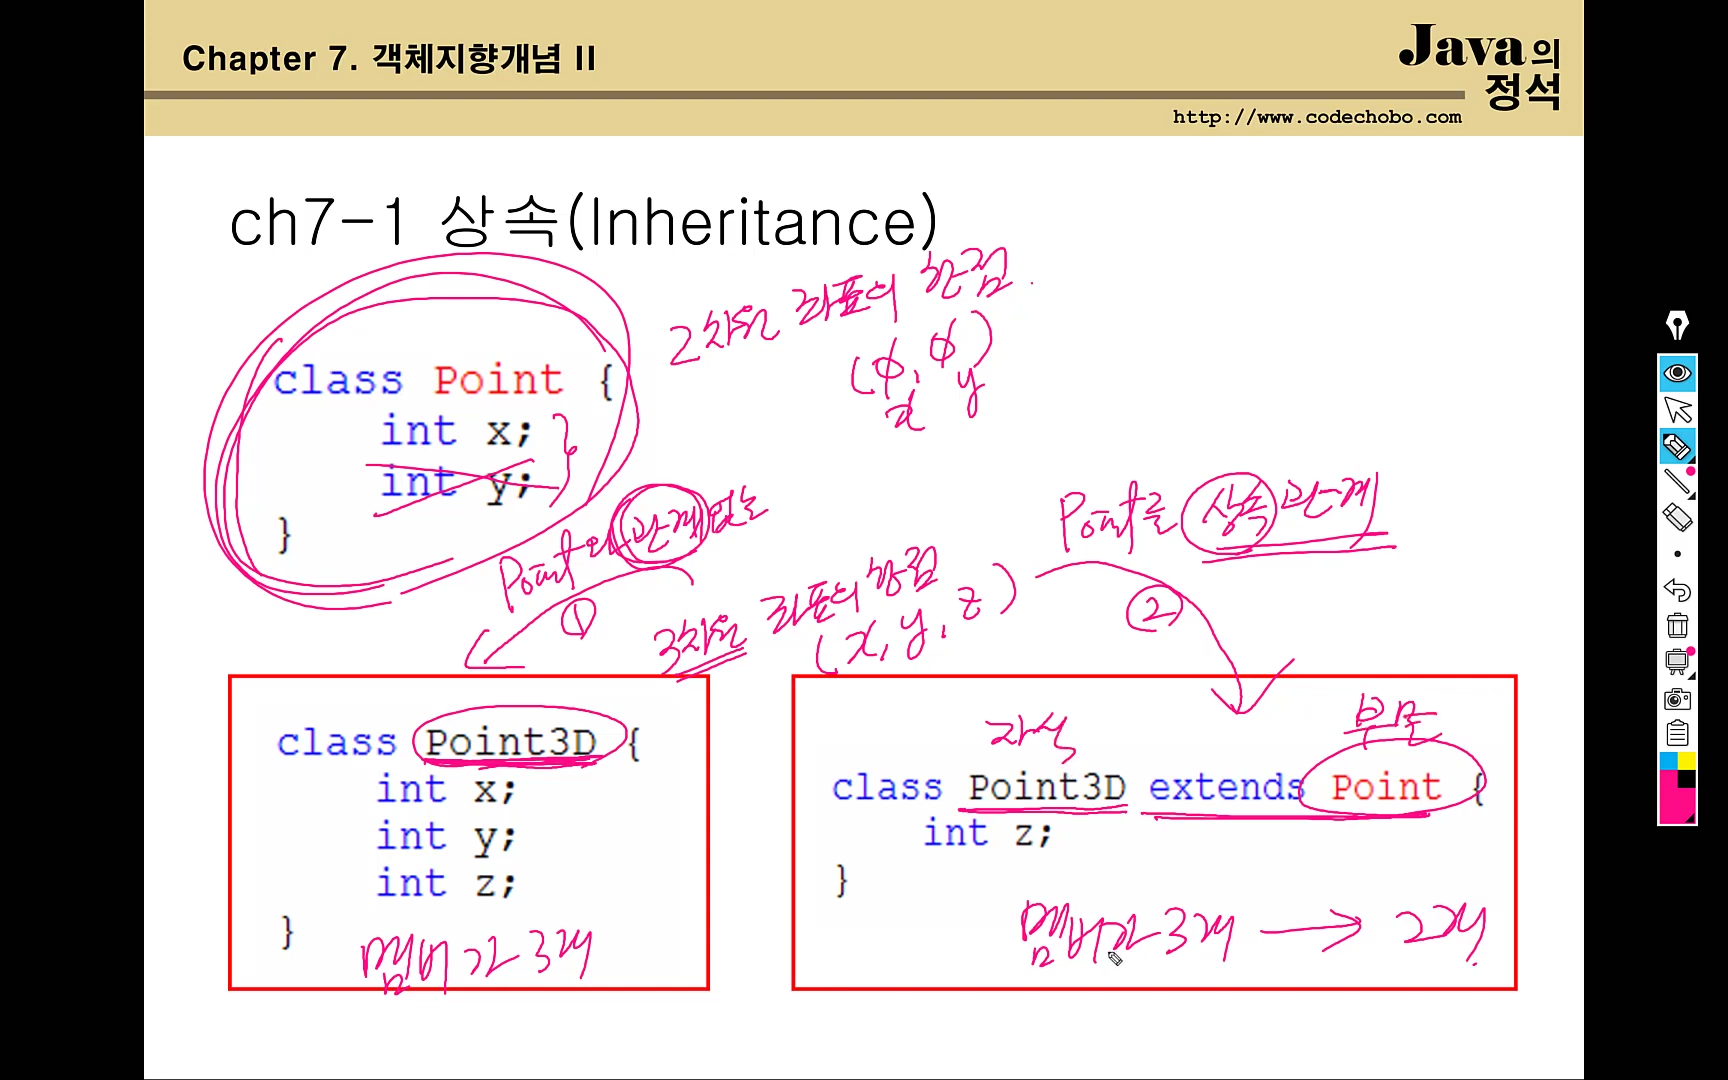 Chapter 7. 객체지향개념 II
Java의
정석
http://www.codechobo.com
ch7-1 상속(Inheritance)
2차원 좌표의 한점.
(0, 0)
x y
class Point {
int x;
int y;
}
Point와 관계없는
①
3차원 좌표의 한점
(x, y, z)
Point를 상속관계
②
class Point3D {
int x;
int y;
int z;
}
멤버가 3개
자식
부모
class Point3D extends Point {
int z;
}
멤버가 3개 → 2개.